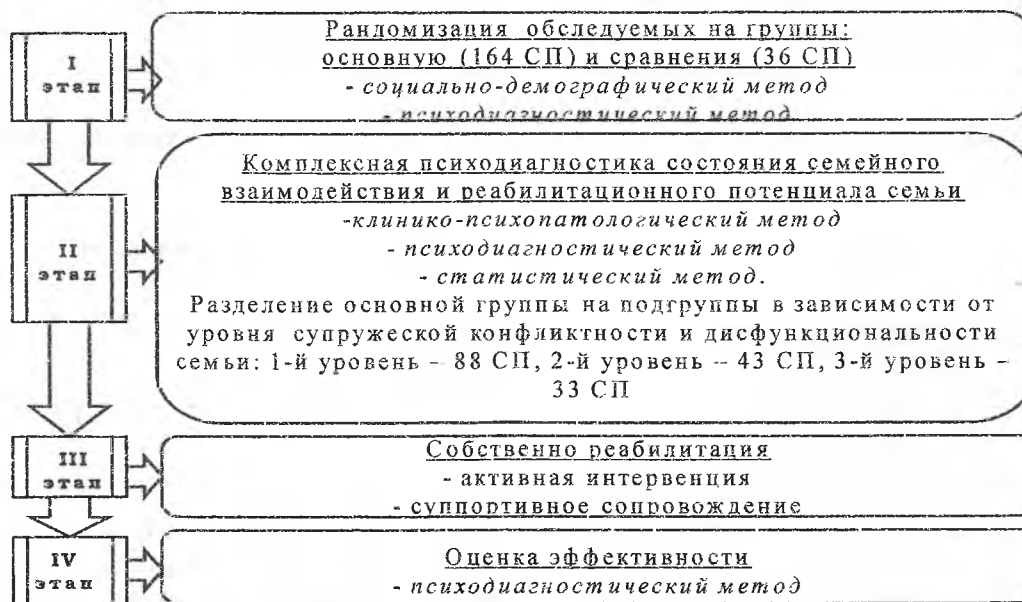 I
этап
Рандомизация обследуемых на группы:
основную (164 СП) и сравнения (36 СП)
- социально-демографический метод
- психодиагностический метод
II
этап
Комплексная психодиагностика состояния семейного
взаимодействия и реабилитационного потенциала семьи
-клинико-психопатологический метод
- психодиагностический метод
- статистический метод.
Разделение основной группы на подгруппы в зависимости от
уровня супружеской конфликтности и дисфункциональности
семьи: 1-й уровень – 88 СП, 2-й уровень – 43 СП, 3-й уровень –
33 СП
III
этап
Собственно реабилитация
- активная интервенция
- суппортивное сопровождение
IV
этап
Оценка эффективности
- психодиагностический метод